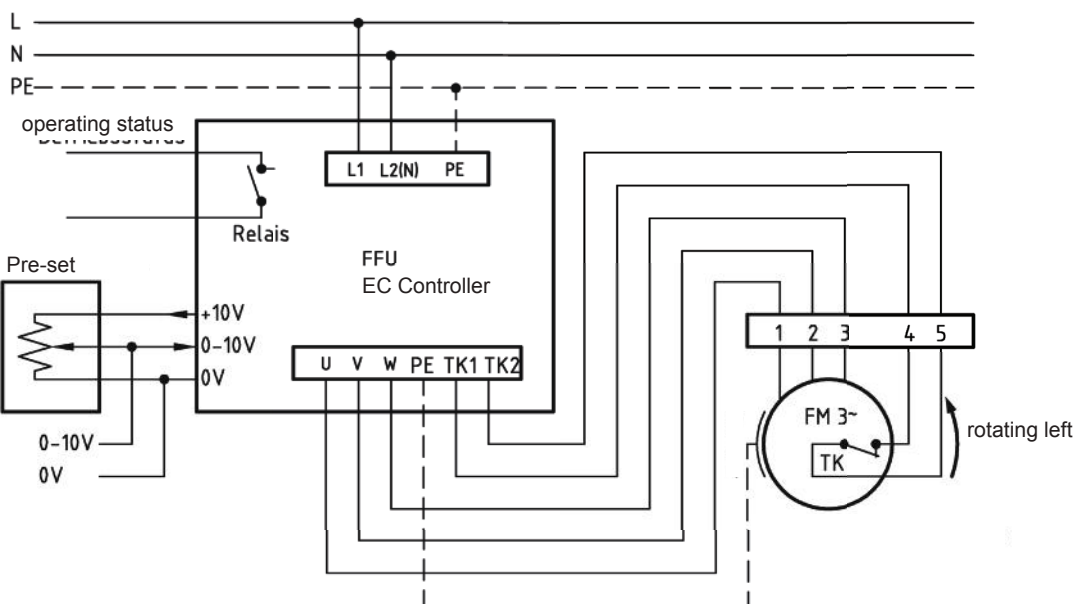 L
N
PE
operating status
L1 L2(N) PE
Relais
FFU
EC Controller
Pre-set
+10V
0-10V
0V
U V W PE TK1 TK2
0-10V
0V
1 2 3 4 5
FM 3~
TK
rotating left